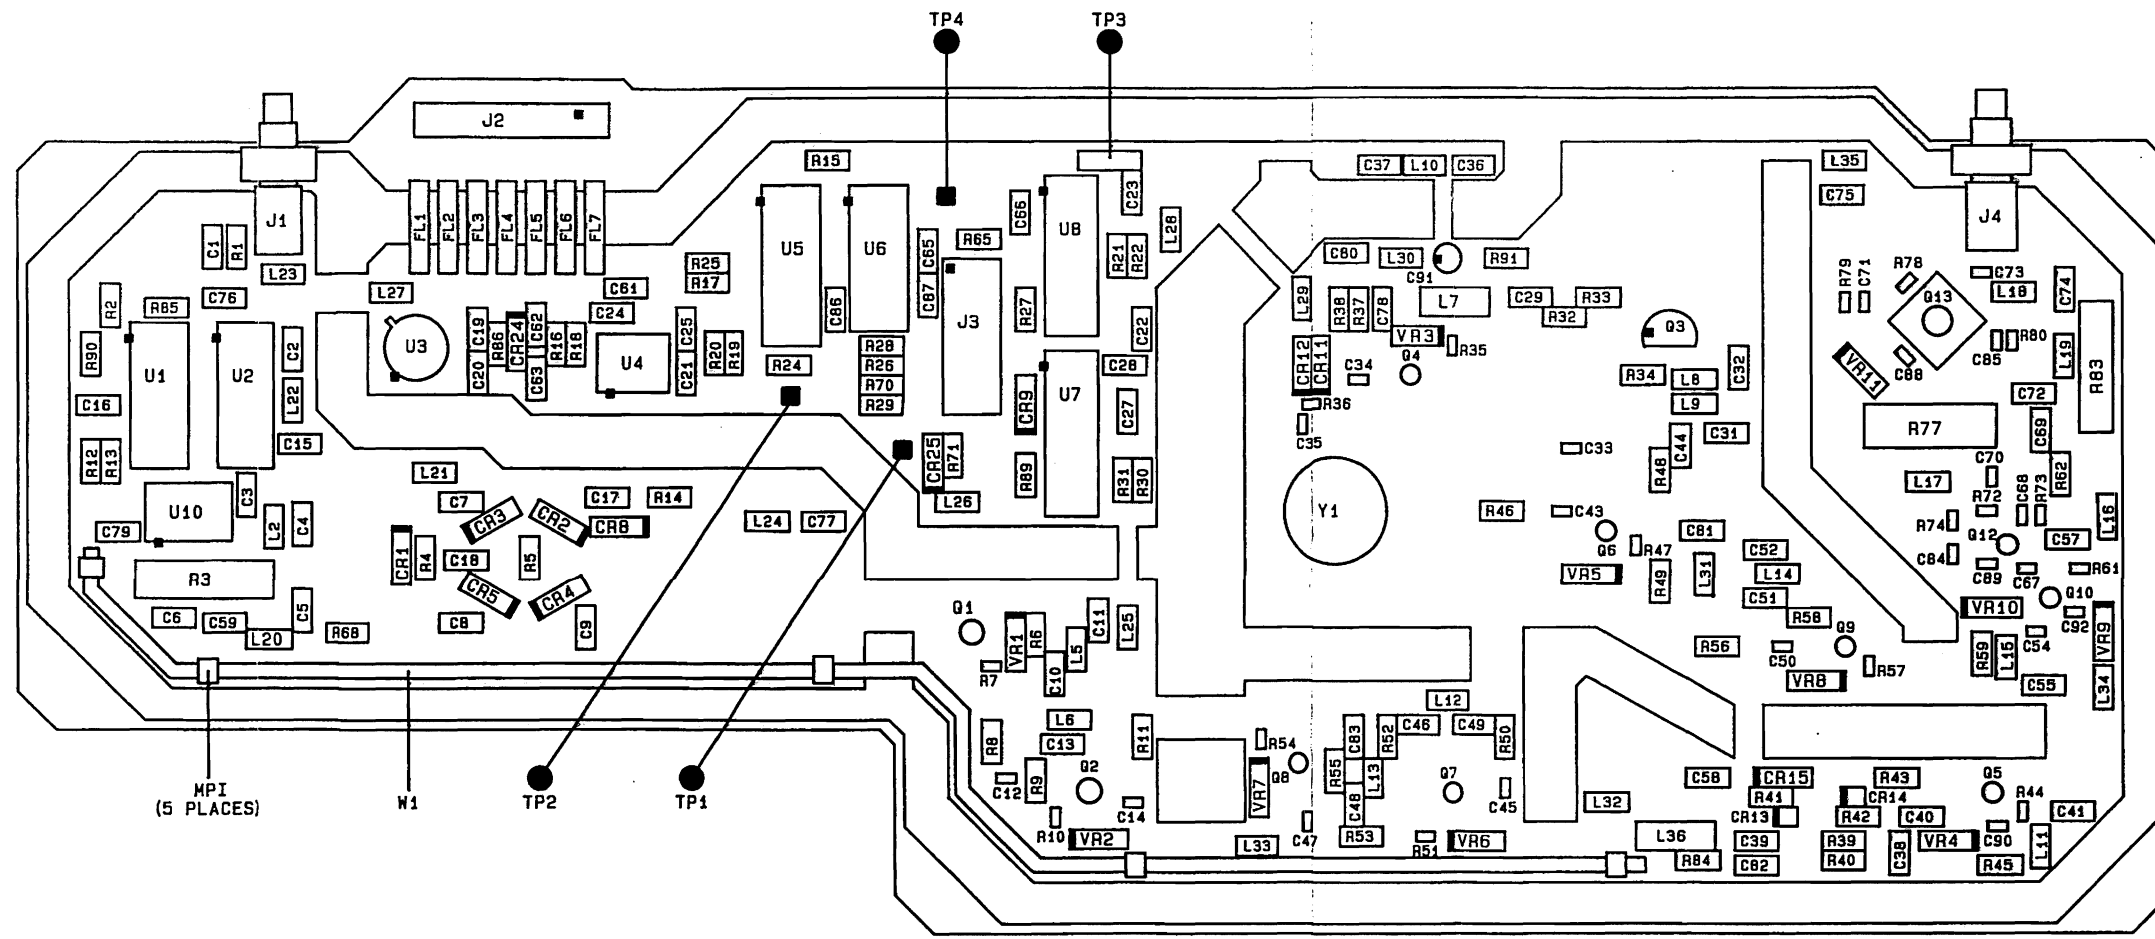 TP4
TP3
J2
R15
C37
L10
C36
L35
C23
C75
J1
FL1
FL2
FL3
FL4
FL5
FL6
FL7
C66
U8
L28
J4
C1
R1
U5
U6
C65
R65
R21
R22
C80
L30
R91
L23
R25
R17
C91
R79
C71
R78
C73
L18
C74
R2
R85
C76
L27
C61
C24
C86
C87
J3
R27
L29
R38
R37
C78
L7
C29
R33
R32
Q13
R90
U1
U2
C2
U3
C19
R86
CR24
C62
R16
R18
C25
U4
R20
R19
C22
VR3
R35
Q4
Q3
C85
R80
L19
R83
C20
C63
C21
R24
R28
R26
R70
R29
C28
CR12
CR11
C34
R34
L8
L9
C32
VR11
C88
C72
C16
L22
CR9
U7
C27
R36
C35
R77
C69
C15
R12
R13
CR25
R71
C33
C44
C31
R48
C70
R62
L21
R89
R31
R30
L17
U10
C3
L2
C4
C7
CR3
CR2
C17
R14
CR8
L26
L24
C77
Y1
R46
C43
R72
C68
R73
L16
C79
R74
Q12
C57
CR1
R4
C18
R5
Q6
R47
C81
C52
C84
C89
C67
R61
R3
CR5
CR4
VR5
R49
L31
L14
C51
Q10
C6
C59
L20
C5
R68
C8
C9
Q1
VR1
R6
L5
C11
L25
R58
VR10
C92
VR9
R7
C10
R56
C50
Q9
R57
R59
L15
C54
VR8
C55
L34
L12
R8
L6
C13
R11
R54
C83
R52
C46
C49
R50
MPI
(5 PLACES)
W1
TP2
TP1
C12
R9
Q2
C14
Q8
VR7
R55
L13
C48
Q7
C45
C58
CR15
R43
Q5
R41
CR14
R44
L32
R10
VR2
L33
C47
R53
R51
VR6
L36
CR13
R42
C40
C41
C39
R39
C38
VR4
C90
R84
C82
R40
R45
L11